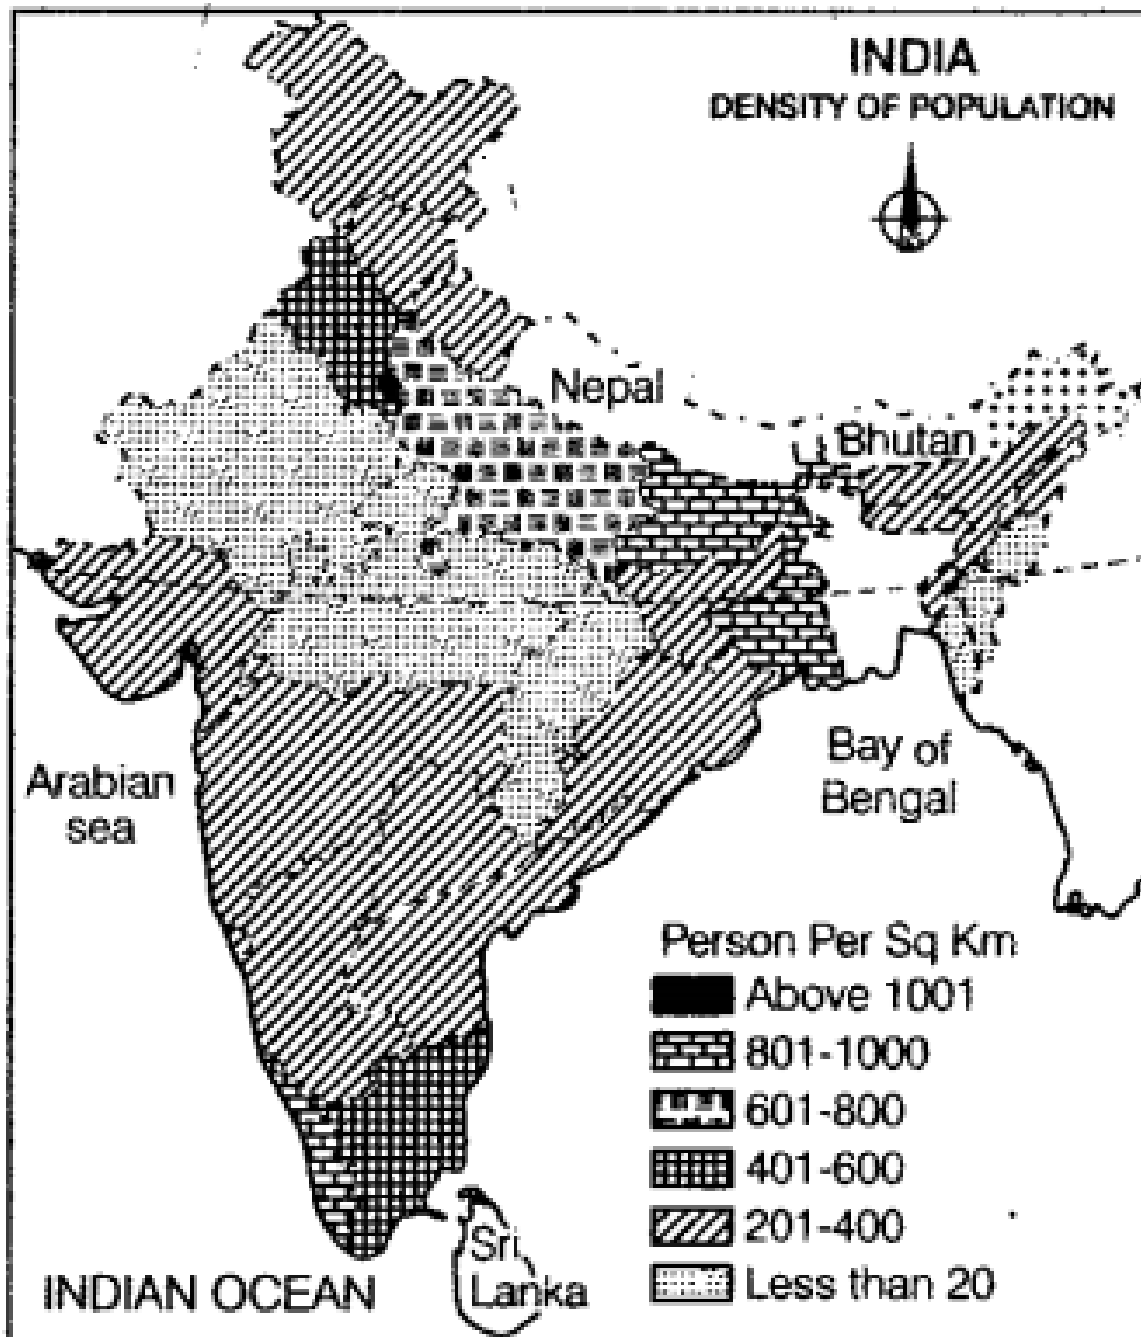 INDIA
DENSITY OF POPULATION
Nepal
Bhutan
Arabian
sea
Bay of
Bengal
Person Per Sq Km
Above 1001
801-1000
601-800
401-600
201-400
Less than 20
Sri
Lanka
INDIAN OCEAN